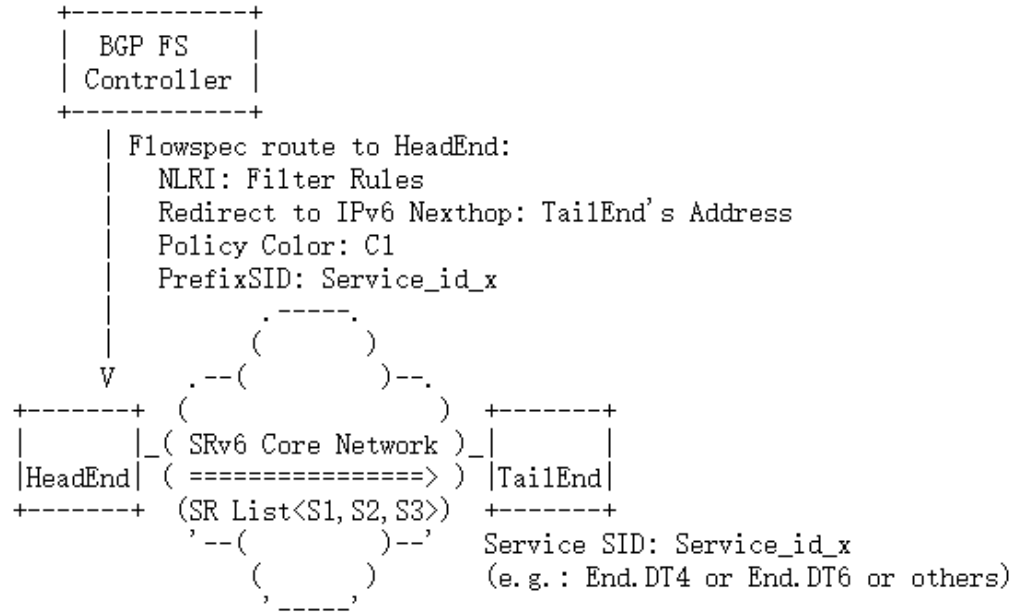 BGP FS
Controller
Flowspec route to HeadEnd:
NLRI: Filter Rules
Redirect to IPv6 Nexthop: TailEnd's Address
Policy Color: C1
PrefixSID: Service_id_x
V
SRv6 Core Network
HeadEnd
================>
TailEnd
(SR List<S1,S2,S3>)
Service SID: Service_id_x
(e.g.: End.DT4 or End.DT6 or others)